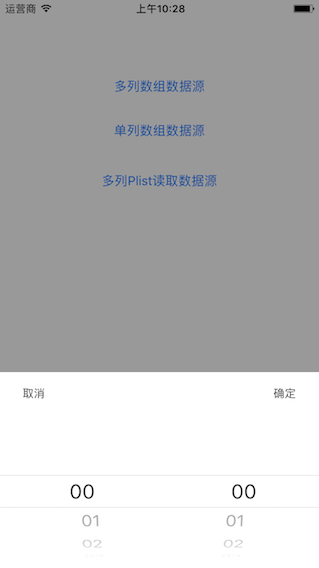 运营商 上午10:28
多列数组数据源
单列数组数据源
多列Plist读取数据源
取消 确定
00 00
01 01
02 02